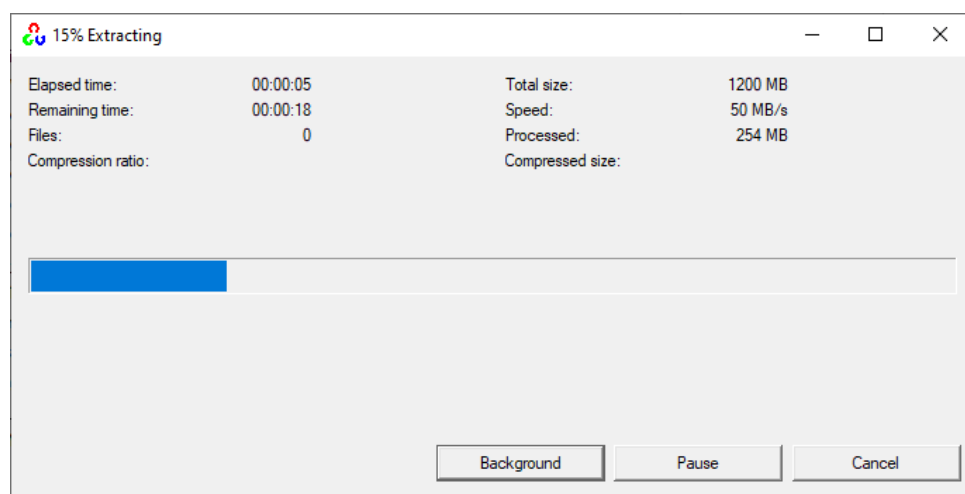 15% Extracting
Elapsed time: 00:00:05 Total size: 1200 MB
Remaining time: 00:00:18 Speed: 50 MB/s
Files: 0 Processed: 254 MB
Compression ratio: Compressed size:
Background Pause Cancel